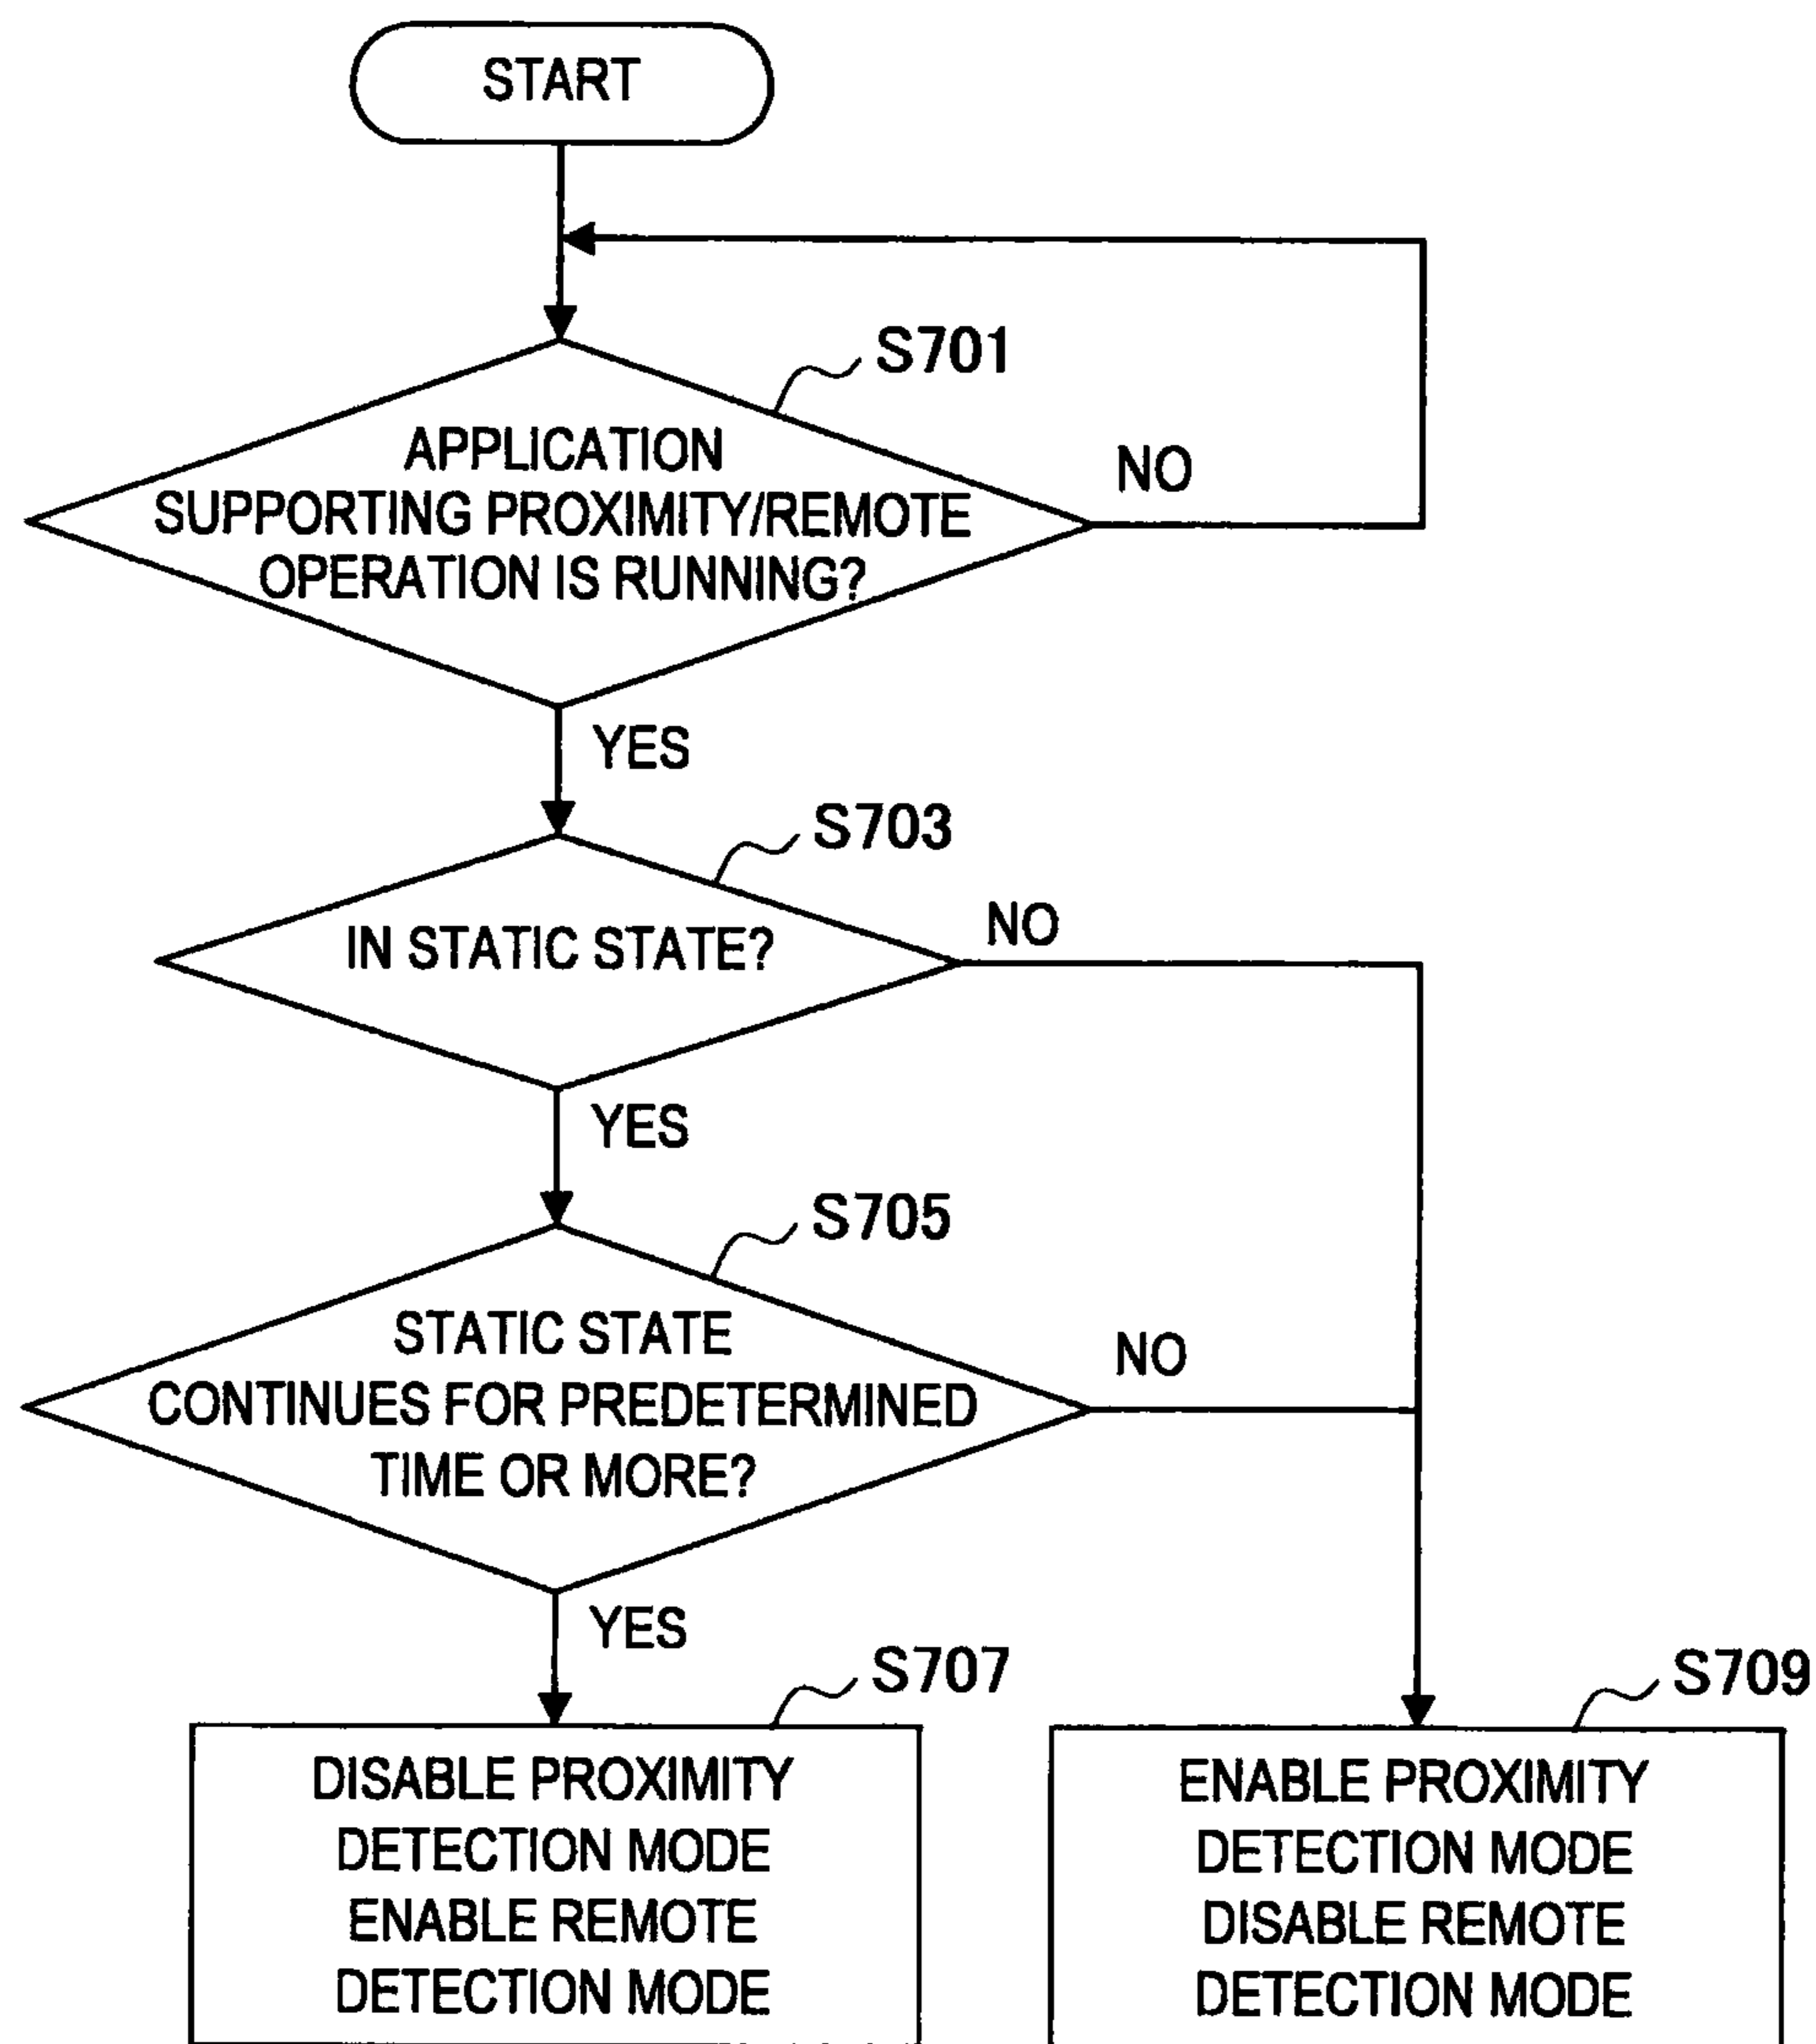 START
S701
APPLICATION
SUPPORTING PROXIMITY/REMOTE
OPERATION IS RUNNING?
NO
YES
S703
IN STATIC STATE?
NO
YES
S705
STATIC STATE
CONTINUES FOR PREDETERMINED
TIME OR MORE?
NO
YES
S707
DISABLE PROXIMITY
DETECTION MODE
ENABLE REMOTE
DETECTION MODE
S709
ENABLE PROXIMITY
DETECTION MODE
DISABLE REMOTE
DETECTION MODE